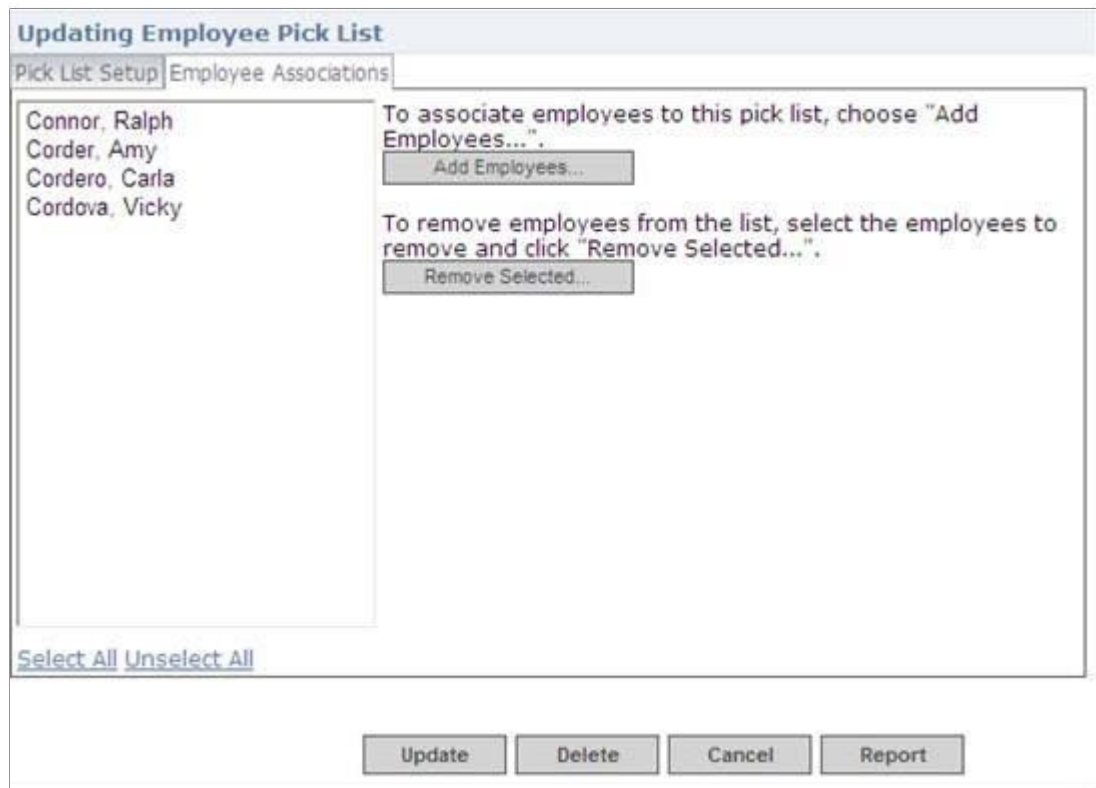 Updating Employee Pick List
Pick List Setup Employee Associations
Connor, Ralph
Corder, Amy
Cordero, Carla
Cordova, Vicky
To associate employees to this pick list, choose "Add
Employees...".
Add Employees...
To remove employees from the list, select the employees to
remove and click "Remove Selected...".
Remove Selected...
Select All Unselect All
Update Delete Cancel Report